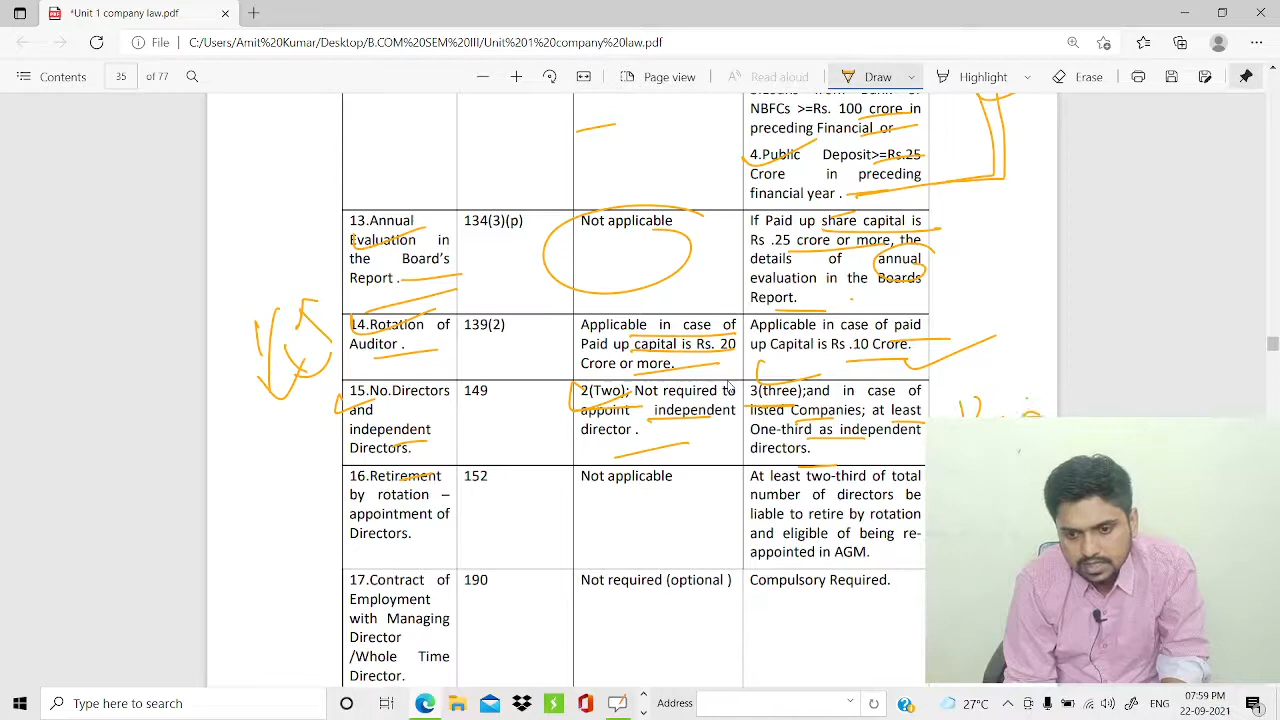 *Unit 1 company law.pdf
File
C:/Users/Amit%20Kumar/Desktop/B.COM%20SEM%20III/Unit%201%20company%20law.pdf
Contents
35
of 77
Page view
Read aloud
Draw
Highlight
Erase
NBFCs >=Rs. 100 crore in
preceding Financial or
4.Public Deposit>=Rs.25
Crore in preceding
financial year .
13.Annual
Evaluation in
the Board's
Report .
134(3)(p)
Not applicable
If Paid up share capital is
Rs .25 crore or more, the
details of annual
evaluation in the Boards
Report.
14.Rotation of
Auditor .
139(2)
Applicable in case of
Paid up capital is Rs. 20
Crore or more.
Applicable in case of paid
up Capital is Rs .10 Crore.
15.No.Directors
and
independent
Directors.
149
2(Two); Not required to
appoint independent
director .
3(three);and in case of
listed Companies; at least
One-third as independent
directors.
16.Retirement
by rotation –
appointment of
Directors.
152
Not applicable
At least two-third of total
number of directors be
liable to retire by rotation
and eligible of being re-
appointed in AGM.
17.Contract of
Employment
with Managing
Director
/Whole Time
Director.
190
Not required (optional )
Compulsory Required.
Type here to search
Address
27°C
ENG
07:59 PM
22-09-2021